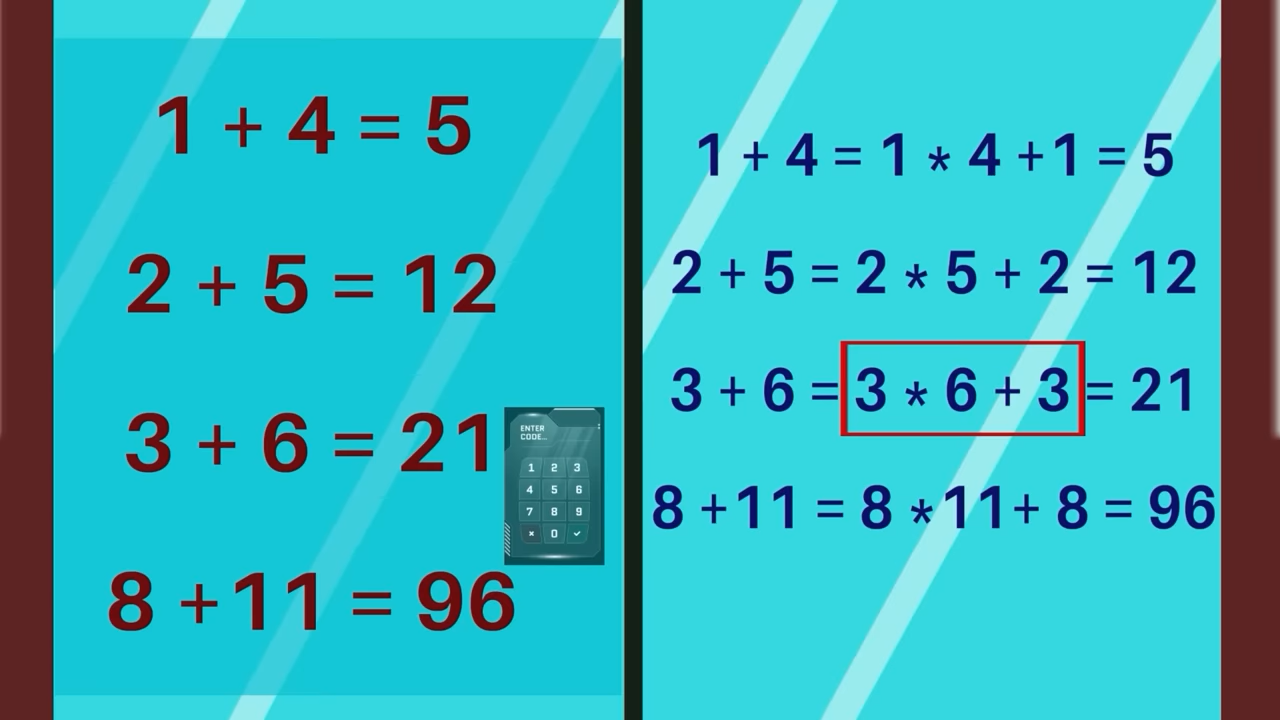 1 + 4 = 5
2 + 5 = 12
3 + 6 = 21
8 + 11 = 96
ENTER
CODE...
1 2 3
4 5 6
7 8 9
× 0 ✓
1 + 4 = 1 * 4 + 1 = 5
2 + 5 = 2 * 5 + 2 = 12
3 + 6 = 3 * 6 + 3 = 21
8 + 11 = 8 * 11 + 8 = 96